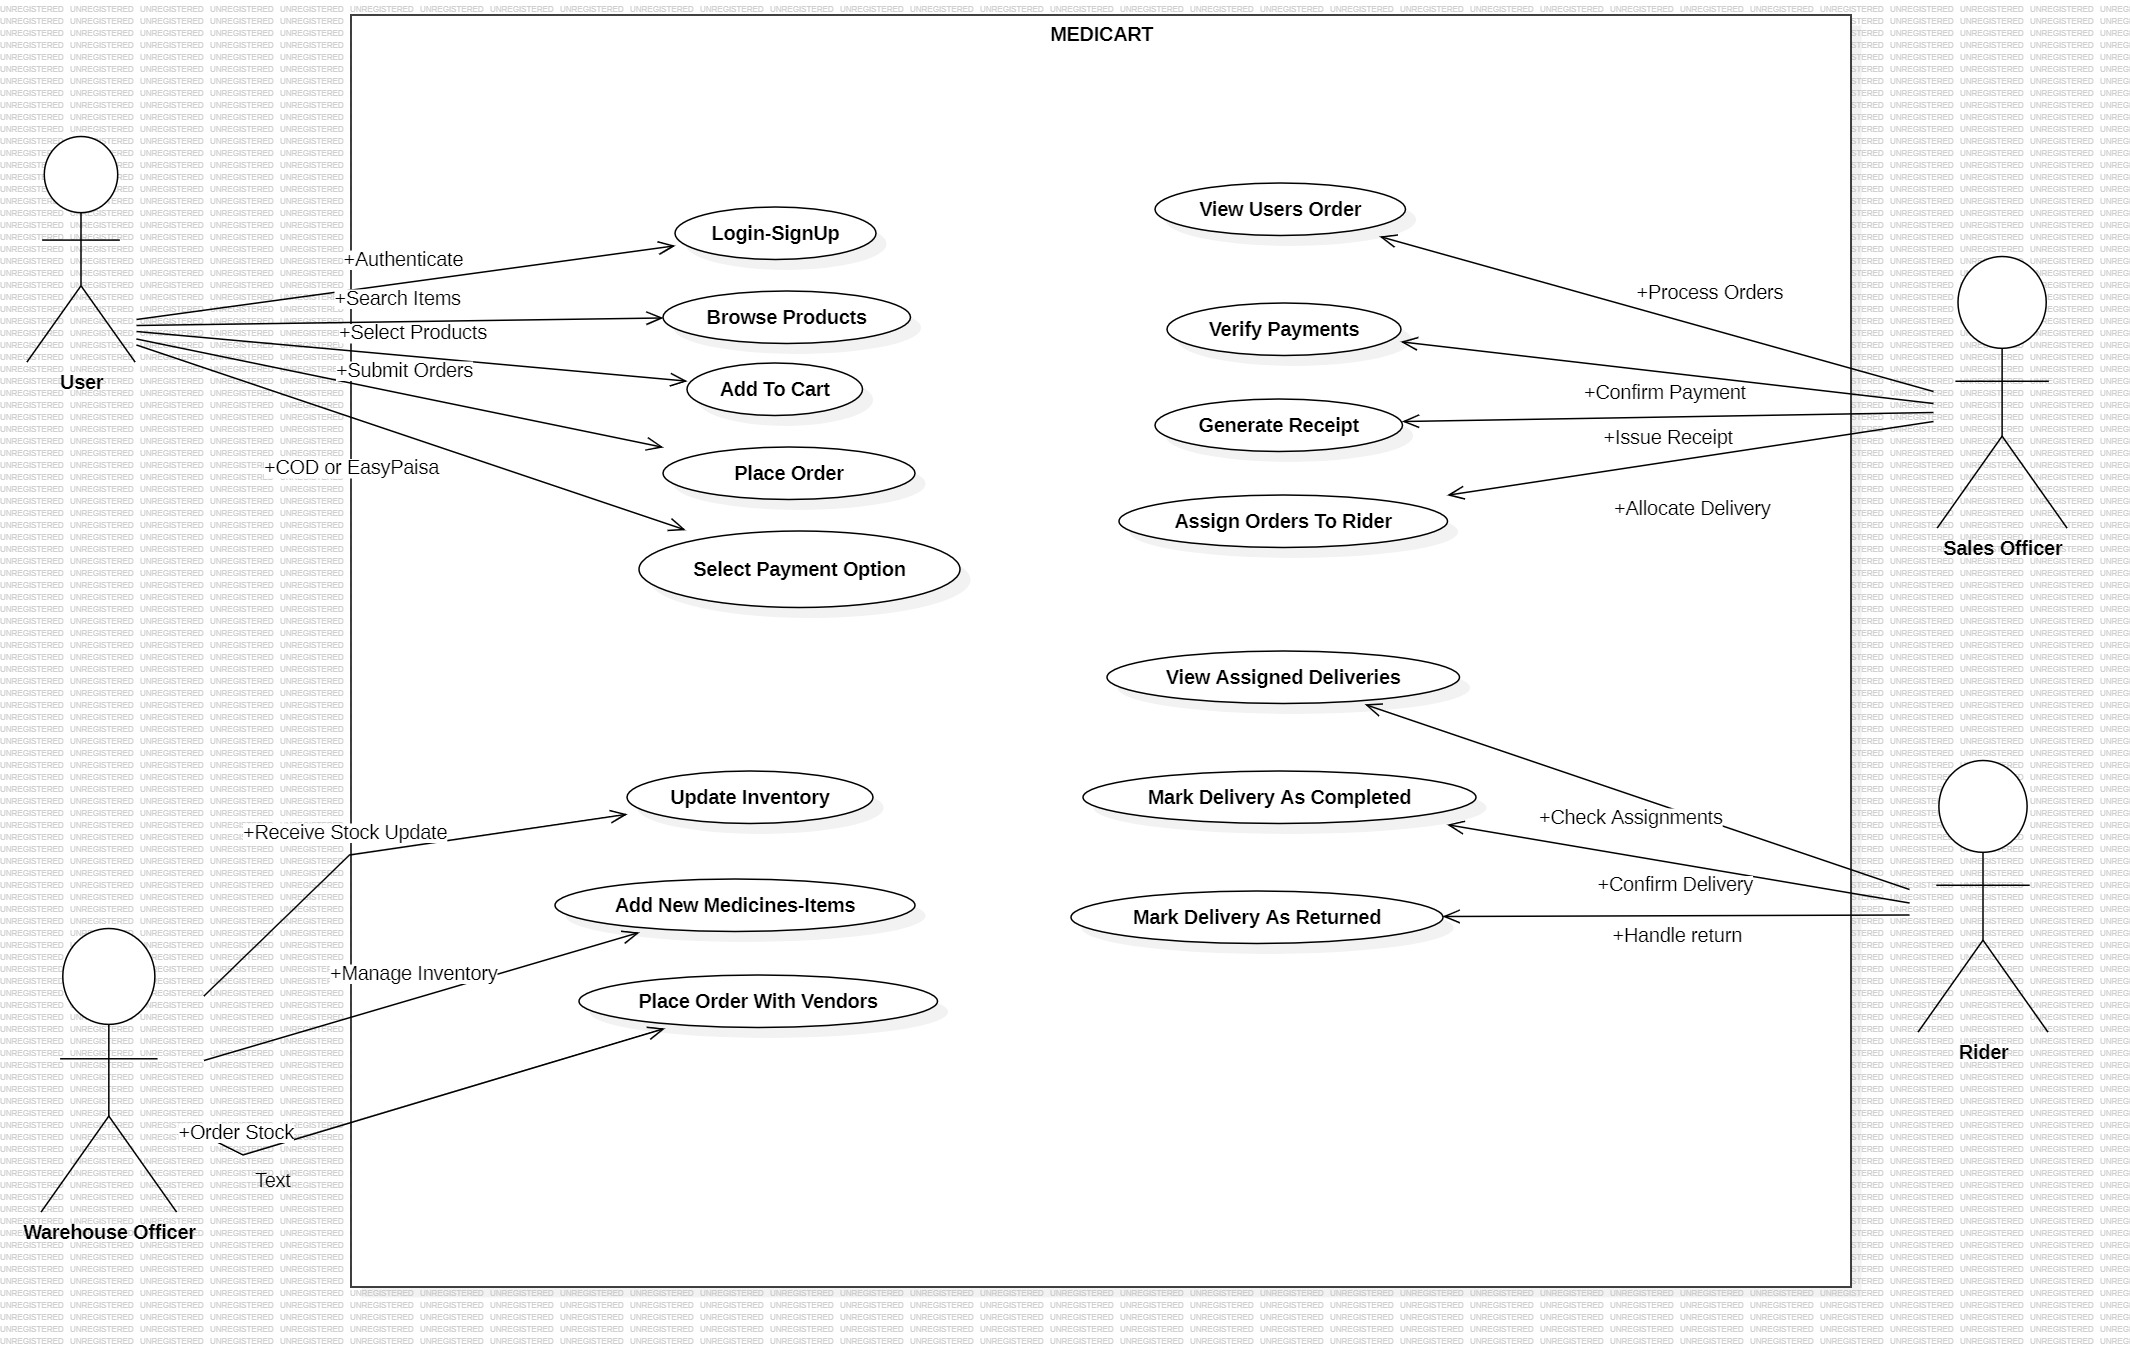 MEDICART
+Authenticate
Login-SignUp
+Search Items
Browse Products
+Select Products
Add To Cart
+Submit Orders
Place Order
+COD or EasyPaisa
Select Payment Option
User
View Users Order
+Process Orders
Verify Payments
+Confirm Payment
Generate Receipt
+Issue Receipt
Assign Orders To Rider
+Allocate Delivery
Sales Officer
Update Inventory
+Receive Stock Update
Add New Medicines-Items
+Manage Inventory
Place Order With Vendors
+Order Stock
Text
Warehouse Officer
View Assigned Deliveries
Mark Delivery As Completed
+Check Assignments
+Confirm Delivery
Mark Delivery As Returned
+Handle return
Rider
UNREGISTERED